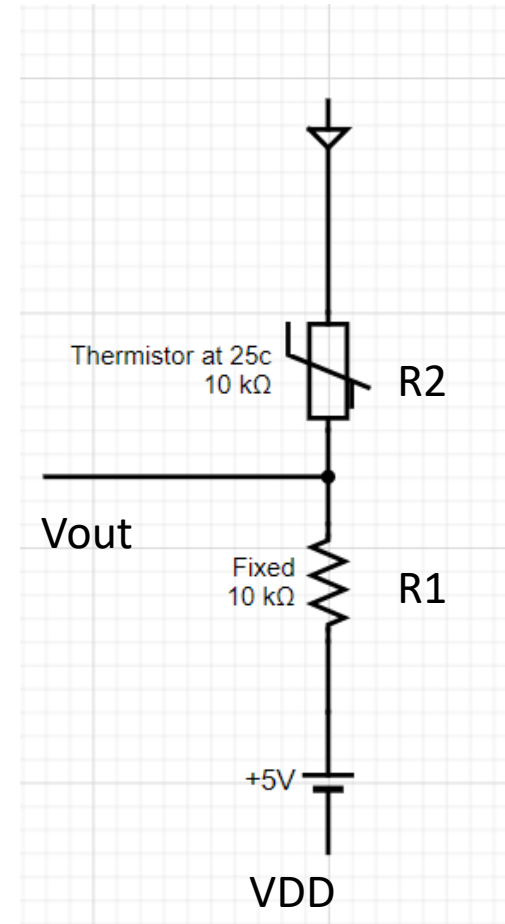 Thermistor at 25c
10 kΩ
R2
Vout
Fixed
10 kΩ
R1
+5V
VDD